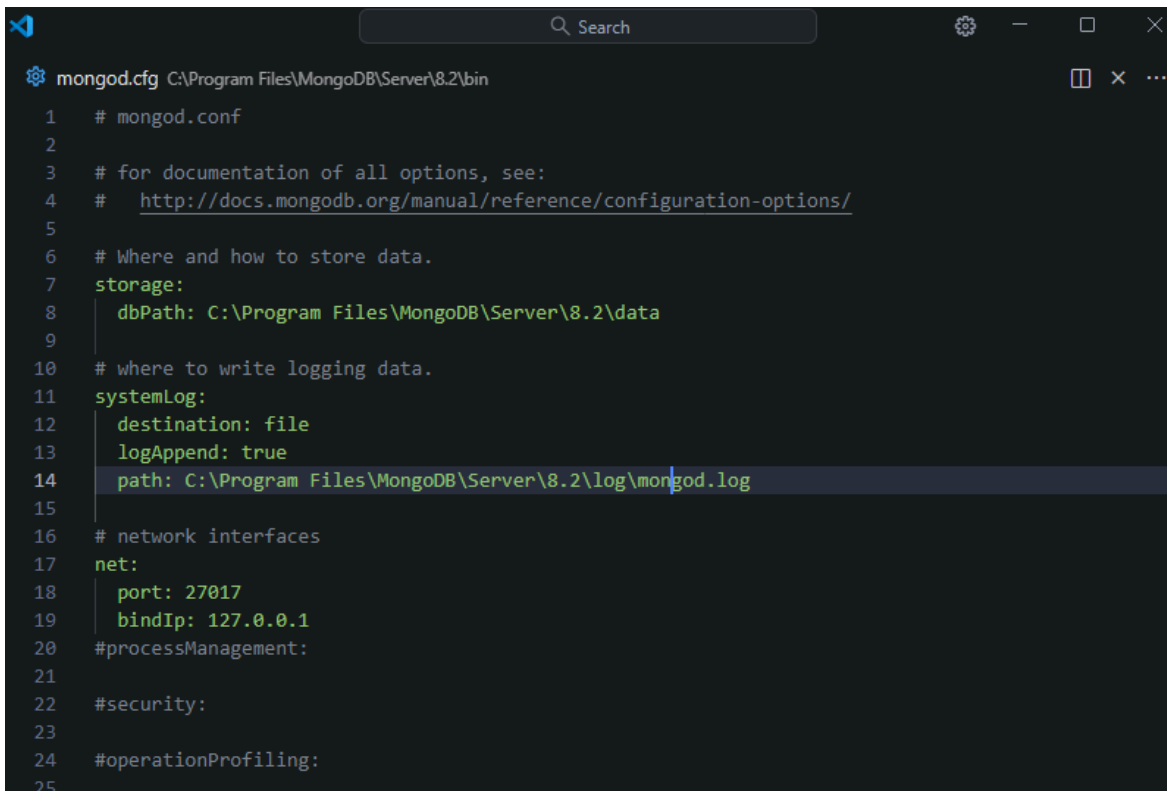 Search
mongod.cfg C:\Program Files\MongoDB\Server\8.2\bin
1 # mongod.conf
2
3 # for documentation of all options, see:
4 #   http://docs.mongodb.org/manual/reference/configuration-options/
5
6 # Where and how to store data.
7 storage:
8   dbPath: C:\Program Files\MongoDB\Server\8.2\data
9
10 # where to write logging data.
11 systemLog:
12   destination: file
13   logAppend: true
14   path: C:\Program Files\MongoDB\Server\8.2\log\mongod.log
15
16 # network interfaces
17 net:
18   port: 27017
19   bindIp: 127.0.0.1
20 #processManagement:
21
22 #security:
23
24 #operationProfiling:
25